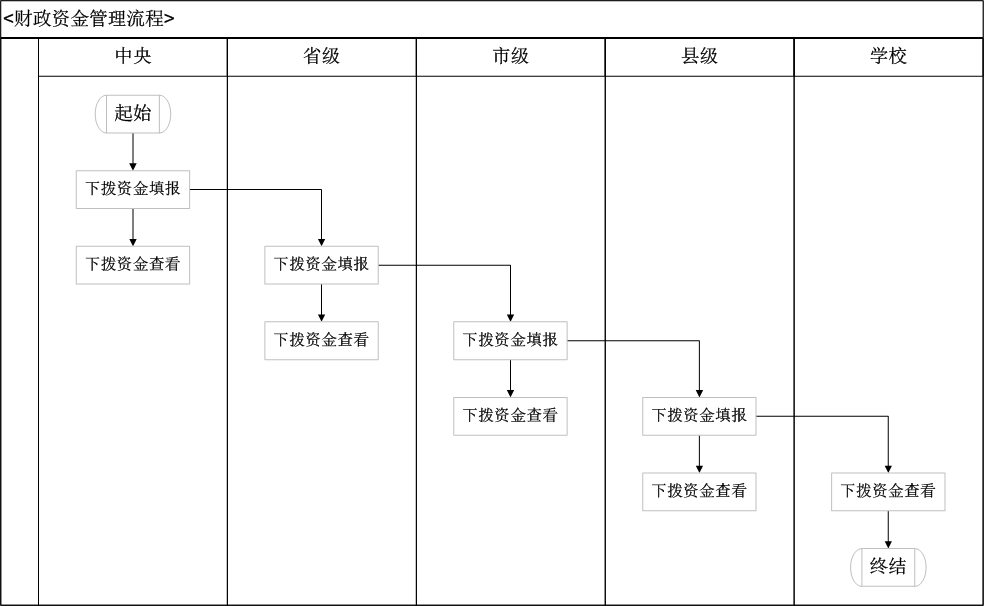 <财政资金管理流程>
中央
省级
市级
县级
学校
起始
下拨资金填报
下拨资金查看
下拨资金填报
下拨资金查看
下拨资金填报
下拨资金查看
下拨资金填报
下拨资金查看
下拨资金查看
终结